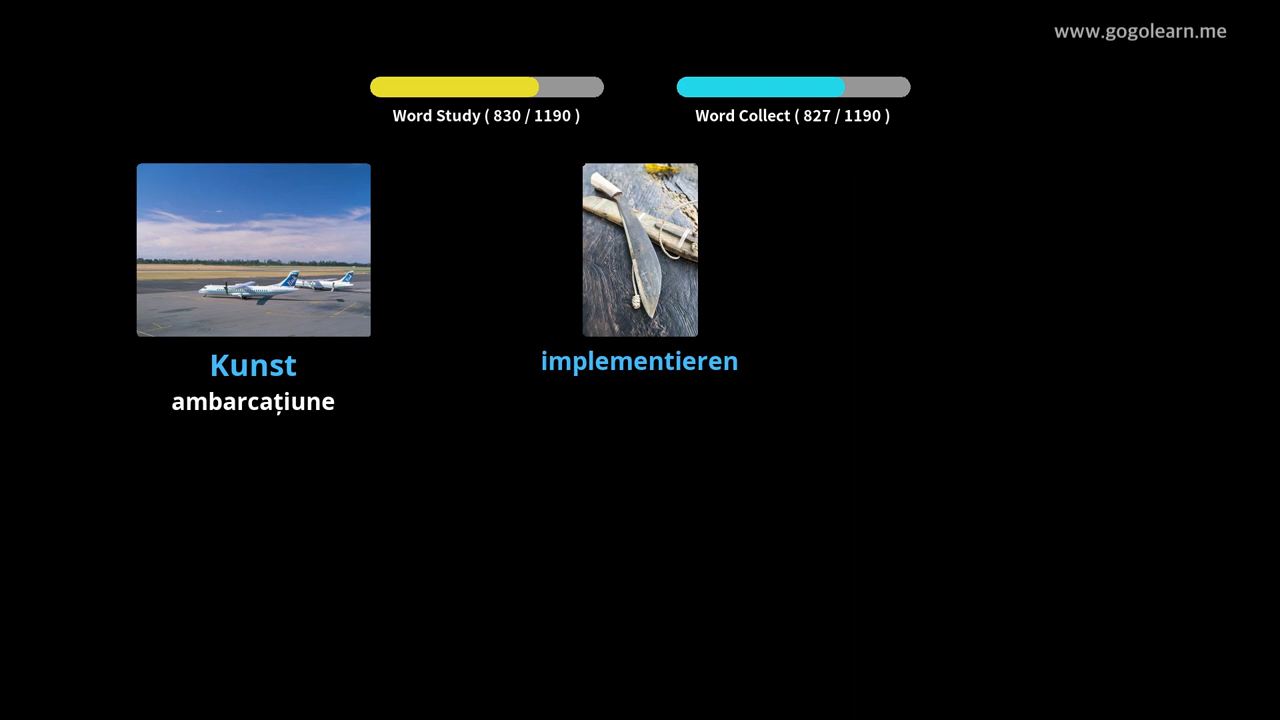 www.gogolearn.me
Word Study ( 830 / 1190 )
Word Collect ( 827 / 1190 )
Kunst
ambarcațiune
implementieren